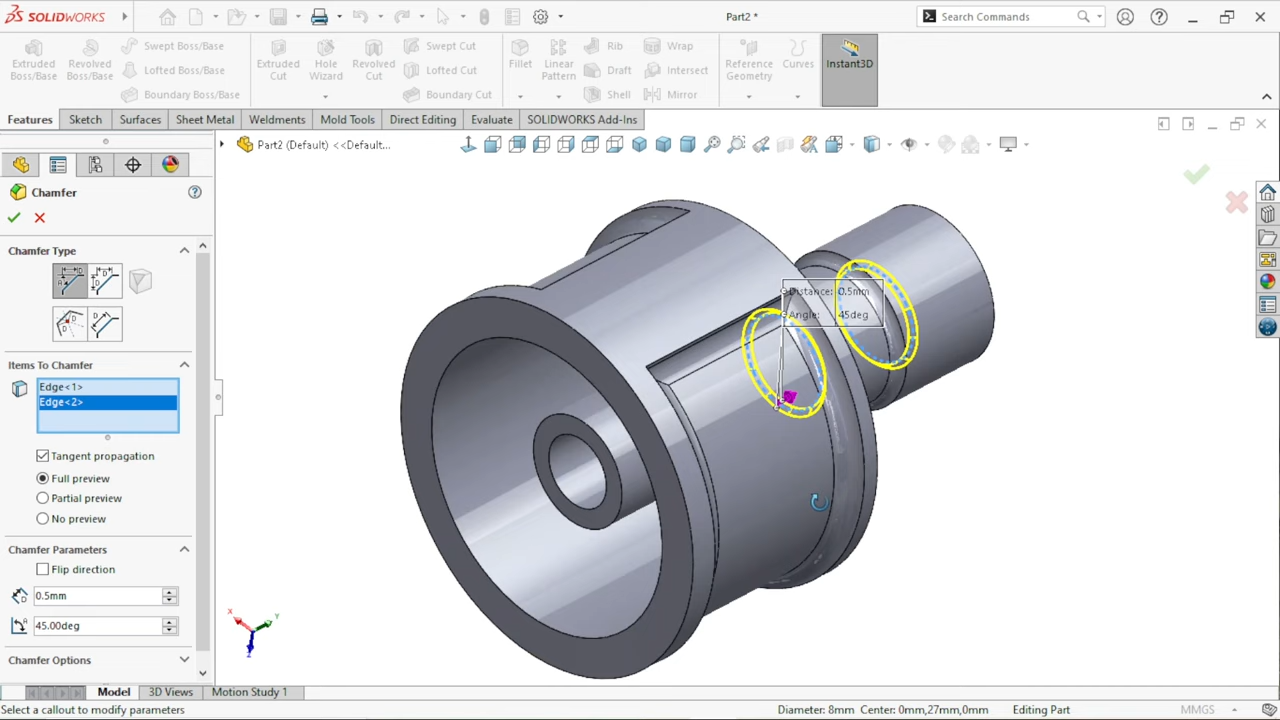 SOLIDWORKS
Part2 *
Search Commands
Extruded Boss/Base
Revolved Boss/Base
Swept Boss/Base
Lofted Boss/Base
Boundary Boss/Base
Extruded Cut
Hole Wizard
Revolved Cut
Swept Cut
Lofted Cut
Boundary Cut
Fillet
Linear Pattern
Rib
Draft
Shell
Wrap
Intersect
Mirror
Reference Geometry
Curves
Instant3D
Features
Sketch
Surfaces
Sheet Metal
Weldments
Mold Tools
Direct Editing
Evaluate
SOLIDWORKS Add-Ins
Part2 (Default) <<Default...
Chamfer
Chamfer Type
Items To Chamfer
Edge<1>
Edge<2>
Tangent propagation
Full preview
Partial preview
No preview
Chamfer Parameters
Flip direction
0.5mm
45.00deg
Chamfer Options
Distance: 0.5mm
Angle: 45deg
X
Y
Z
Model
3D Views
Motion Study 1
Select a callout to modify parameters
Diameter: 8mm Center: 0mm,27mm,0mm
Editing Part
MMGS